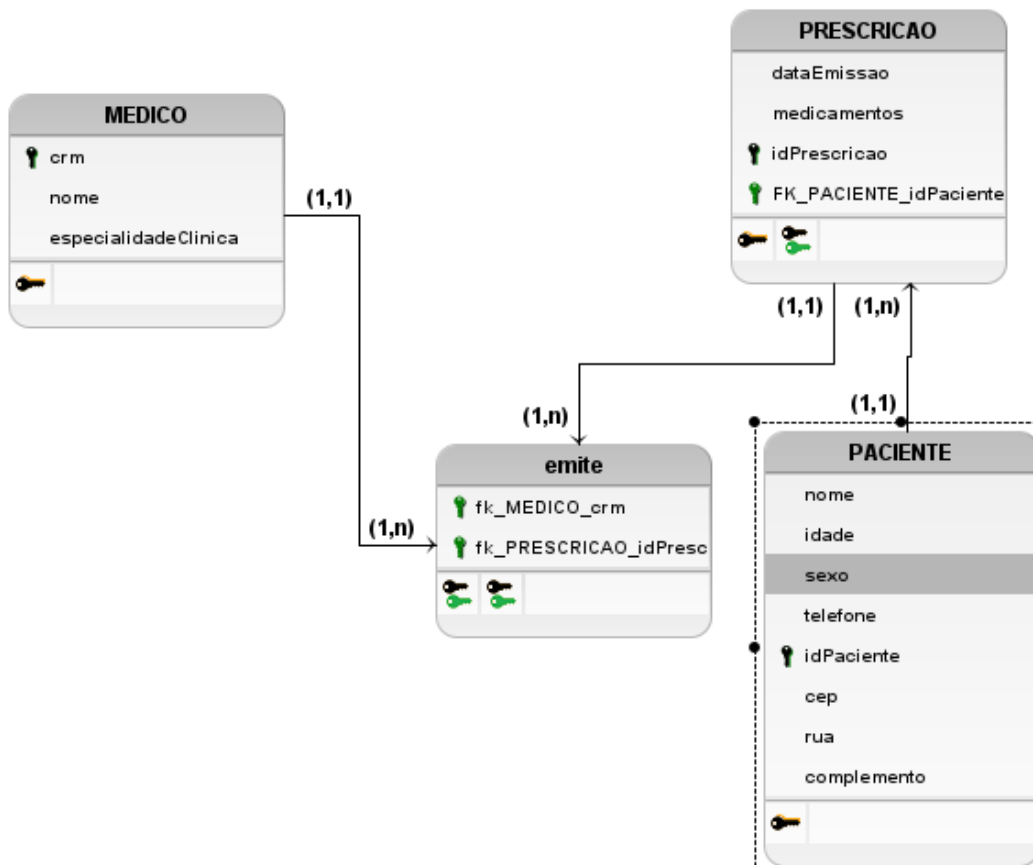 PRESCRICAO
dataEmissao
medicamentos
idPrescricao
FK_PACIENTE_idPaciente
MEDICO
crm
nome
especialidadeClinica
(1,1)
(1,1)
(1,n)
(1,n)
(1,1)
(1,n)
emite
fk_MEDICO_crm
fk_PRESCRICAO_idPresc
PACIENTE
nome
idade
sexo
telefone
idPaciente
cep
rua
complemento